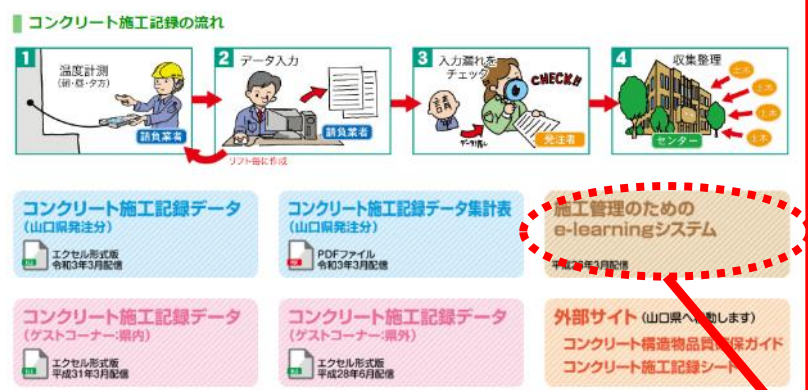 コンクリート施工記録の流れ
1
温度計測
(朝・昼・夕方)
請負業者
2 データ入力
請負業者
リフト毎に作成
3 入力漏れを
チェック
CHECK!!
発注者
4 収集整理
土木
土木
土木
土木
センター
コンクリート施工記録データ
(山口県発注分)
エクセル形式版
令和3年3月配信
コンクリート施工記録データ集計表
(山口県発注分)
PDFファイル
令和3年3月配信
施工管理のための
e-learningシステム
平成26年3月配信
コンクリート施工記録データ
(ゲストコーナー:県内)
エクセル形式版
平成31年3月配信
コンクリート施工記録データ
(ゲストコーナー:県外)
エクセル形式版
平成28年6月配信
外部サイト (山口県へ移動します)
コンクリート構造物品質確保ガイド
コンクリート施工記録シート